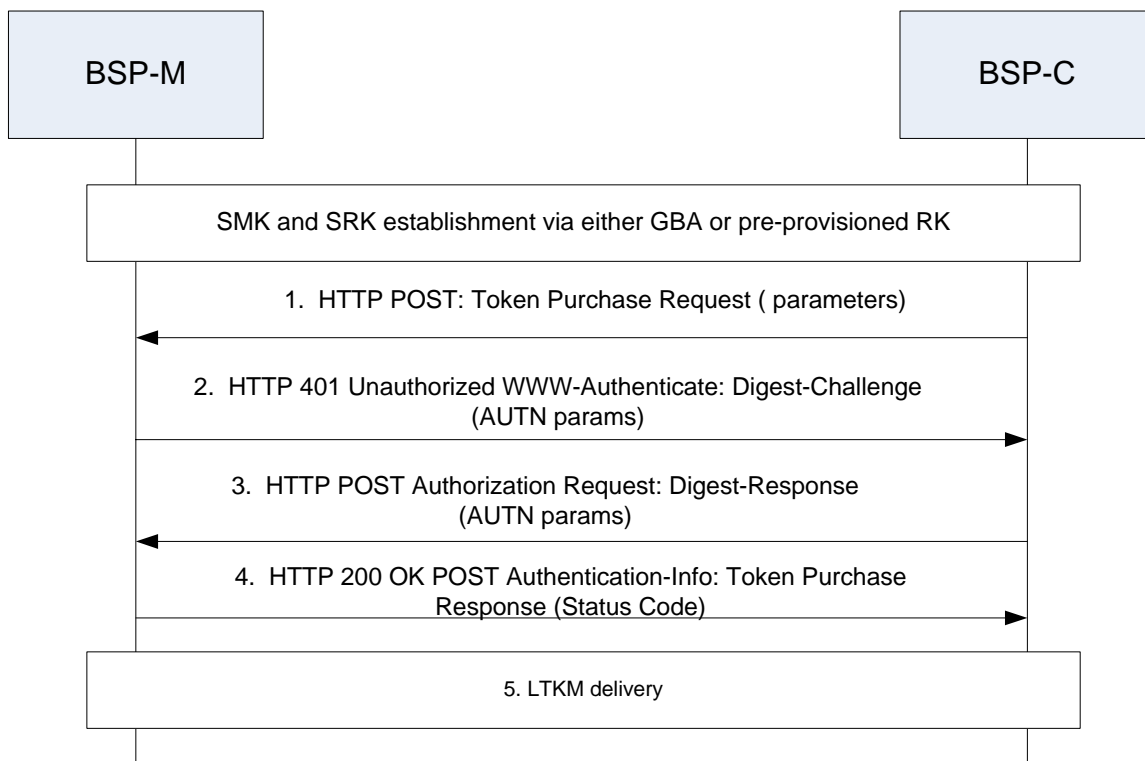 BSP-M
BSP-C
SMK and SRK establishment via either GBA or pre-provisioned RK
1. HTTP POST: Token Purchase Request ( parameters)
2. HTTP 401 Unauthorized WWW-Authenticate: Digest-Challenge
(AUTN params)
3. HTTP POST Authorization Request: Digest-Response
(AUTN params)
4. HTTP 200 OK POST Authentication-Info: Token Purchase
Response (Status Code)
5. LTKM delivery